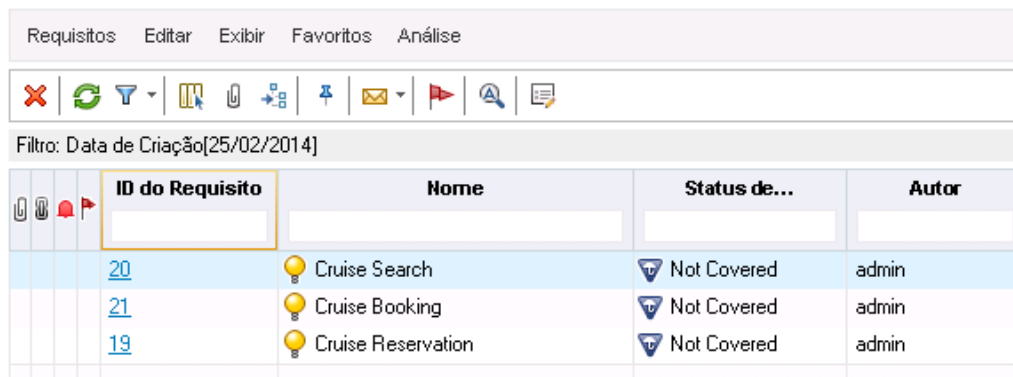 Requisitos Editar Exibir Favoritos Análise
Filtro: Data de Criação[25/02/2014]
ID do Requisito Nome Status de... Autor
20 Cruise Search Not Covered admin
21 Cruise Booking Not Covered admin
19 Cruise Reservation Not Covered admin